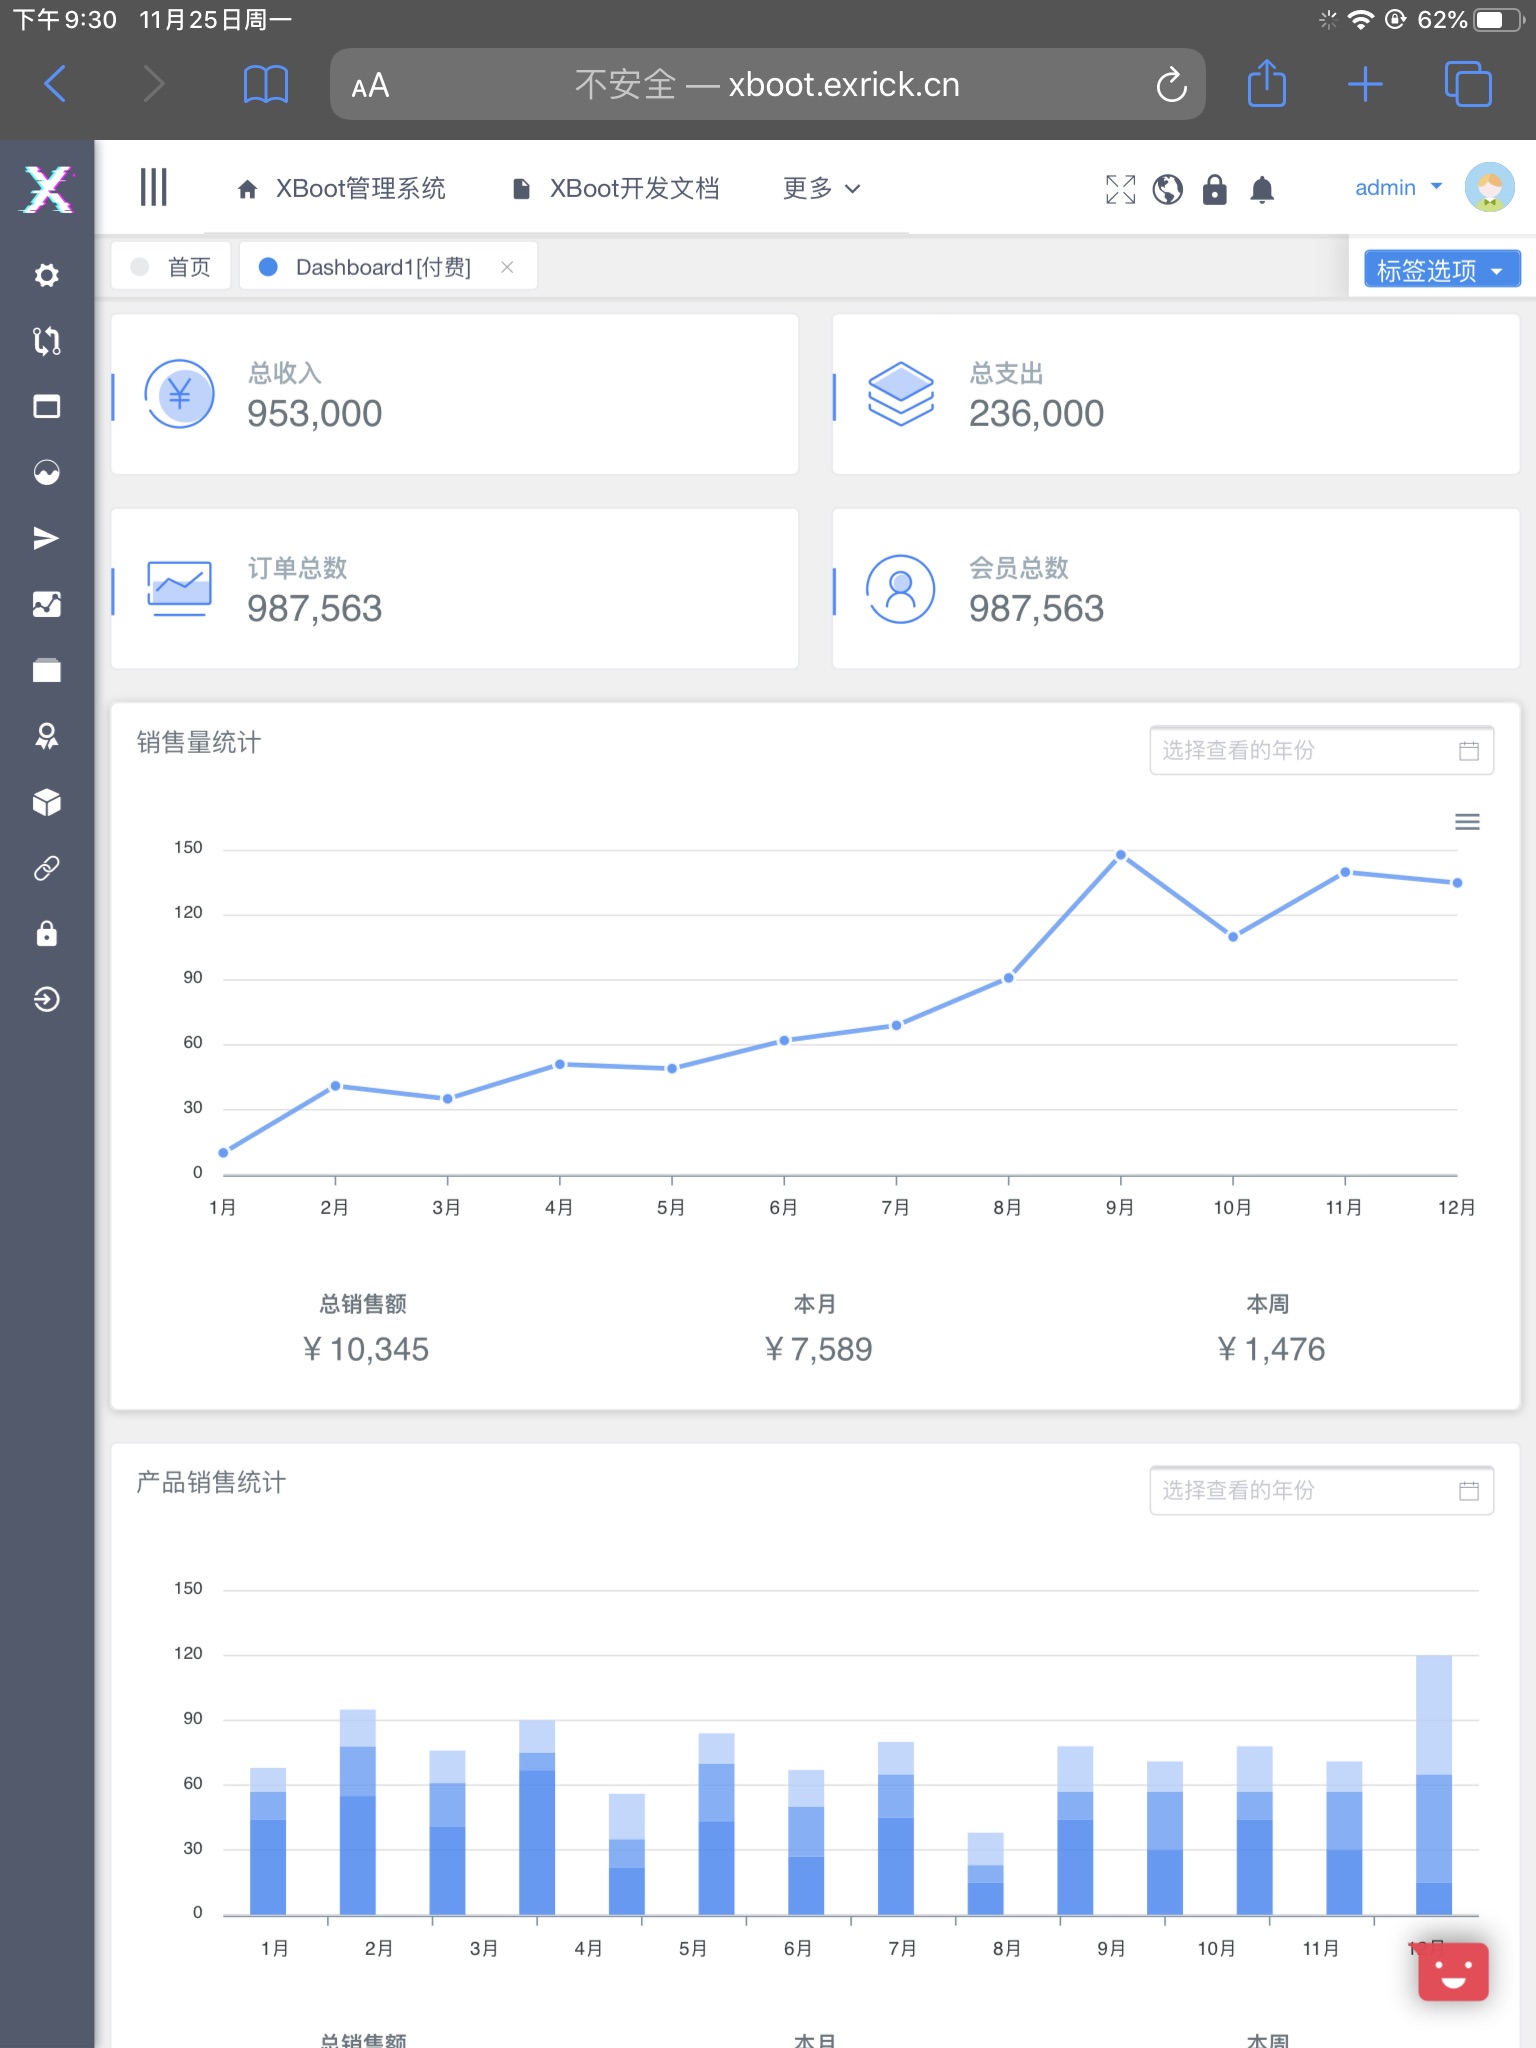 下午9:30 11月25日周一 62%
AA 不安全 — xboot.exrick.cn
XBoot管理系统 XBoot开发文档 更多 admin
首页 Dashboard1[付费] 标签选项
总收入
953,000
总支出
236,000
订单总数
987,563
会员总数
987,563
销售量统计 选择查看的年份
150
120
90
60
30
0
1月 2月 3月 4月 5月 6月 7月 8月 9月 10月 11月 12月
总销售额 本月 本周
¥ 10,345 ¥ 7,589 ¥ 1,476
产品销售统计 选择查看的年份
150
120
90
60
30
0
1月 2月 3月 4月 5月 6月 7月 8月 9月 10月 11月 12月
总销售额 本月 本周